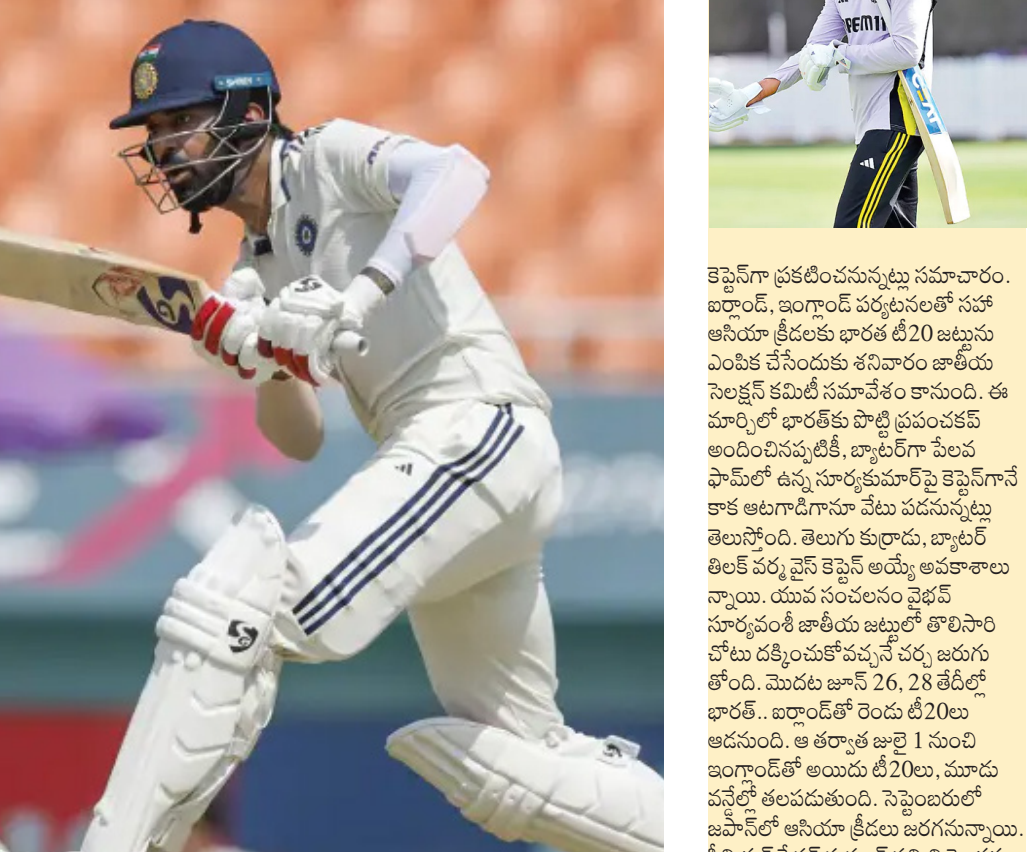 SHREY
కెప్టెన్‌గా ప్రకటించనున్నట్లు సమాచారం.
ఐర్లాండ్, ఇంగ్లాండ్ పర్యటనలతో సహా
ఆసియా క్రీడలకు భారత టీ20 జట్టును
ఎంపిక చేసేందుకు శనివారం జాతీయ
సెలక్షన్ కమిటీ సమావేశం కానుంది. ఈ
మార్చిలో భారత్‌కు పొట్టి ప్రపంచకప్
అందించినప్పటికీ, బ్యాటర్‌గా పేలవ
ఫామ్‌లో ఉన్న సూర్యకుమార్‌పై కెప్టెన్‌గానే
కాక ఆటగాడిగానూ వేటు పడనున్నట్లు
తెలుస్తోంది. తెలుగు కుర్రాడు, బ్యాటర్
తిలక్ వర్మ వైస్ కెప్టెన్ అయ్యే అవకాశాలు
న్నాయి. యువ సంచలనం వైభవ్
సూర్యవంశీ జాతీయ జట్టులో తొలిసారి
చోటు దక్కించుకోవచ్చనే చర్చ జరుగు
తోంది. మొదట జూన్ 26, 28 తేదీల్లో
భారత్.. ఐర్లాండ్‌తో రెండు టీ20లు
ఆడనుంది. ఆ తర్వాత జులై 1 నుంచి
ఇంగ్లాండ్‌తో అయిదు టీ20లు, మూడు
వన్డేల్లో తలపడుతుంది. సెప్టెంబరులో
జపాన్‌లో ఆసియా క్రీడలు జరగనున్నాయి.